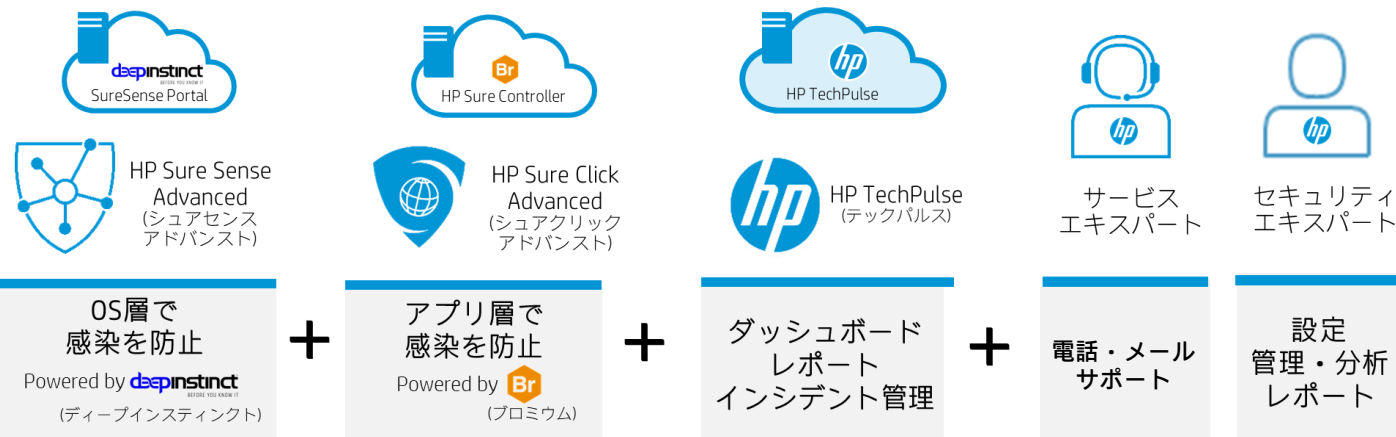 deepinstinct
BEFORE YOU KNOW IT
SureSense Portal
HP Sure Sense
Advanced
(シュアセンス
アドバンスト)
OS層で
感染を防止
Powered by deepinstinct
BEFORE YOU KNOW IT
(ディープインスティンクト)
+
Br
HP Sure Controller
HP Sure Click
Advanced
(シュアクリック
アドバンスト)
アプリ層で
感染を防止
Powered by Br
(ブロミウム)
+
hp
HP TechPulse
hp
HP TechPulse
(テックパルス)
ダッシュボード
レポート
インシデント管理
+
hp
サービス
エキスパート
電話・メール
サポート
hp
セキュリティ
エキスパート
設定
管理・分析
レポート